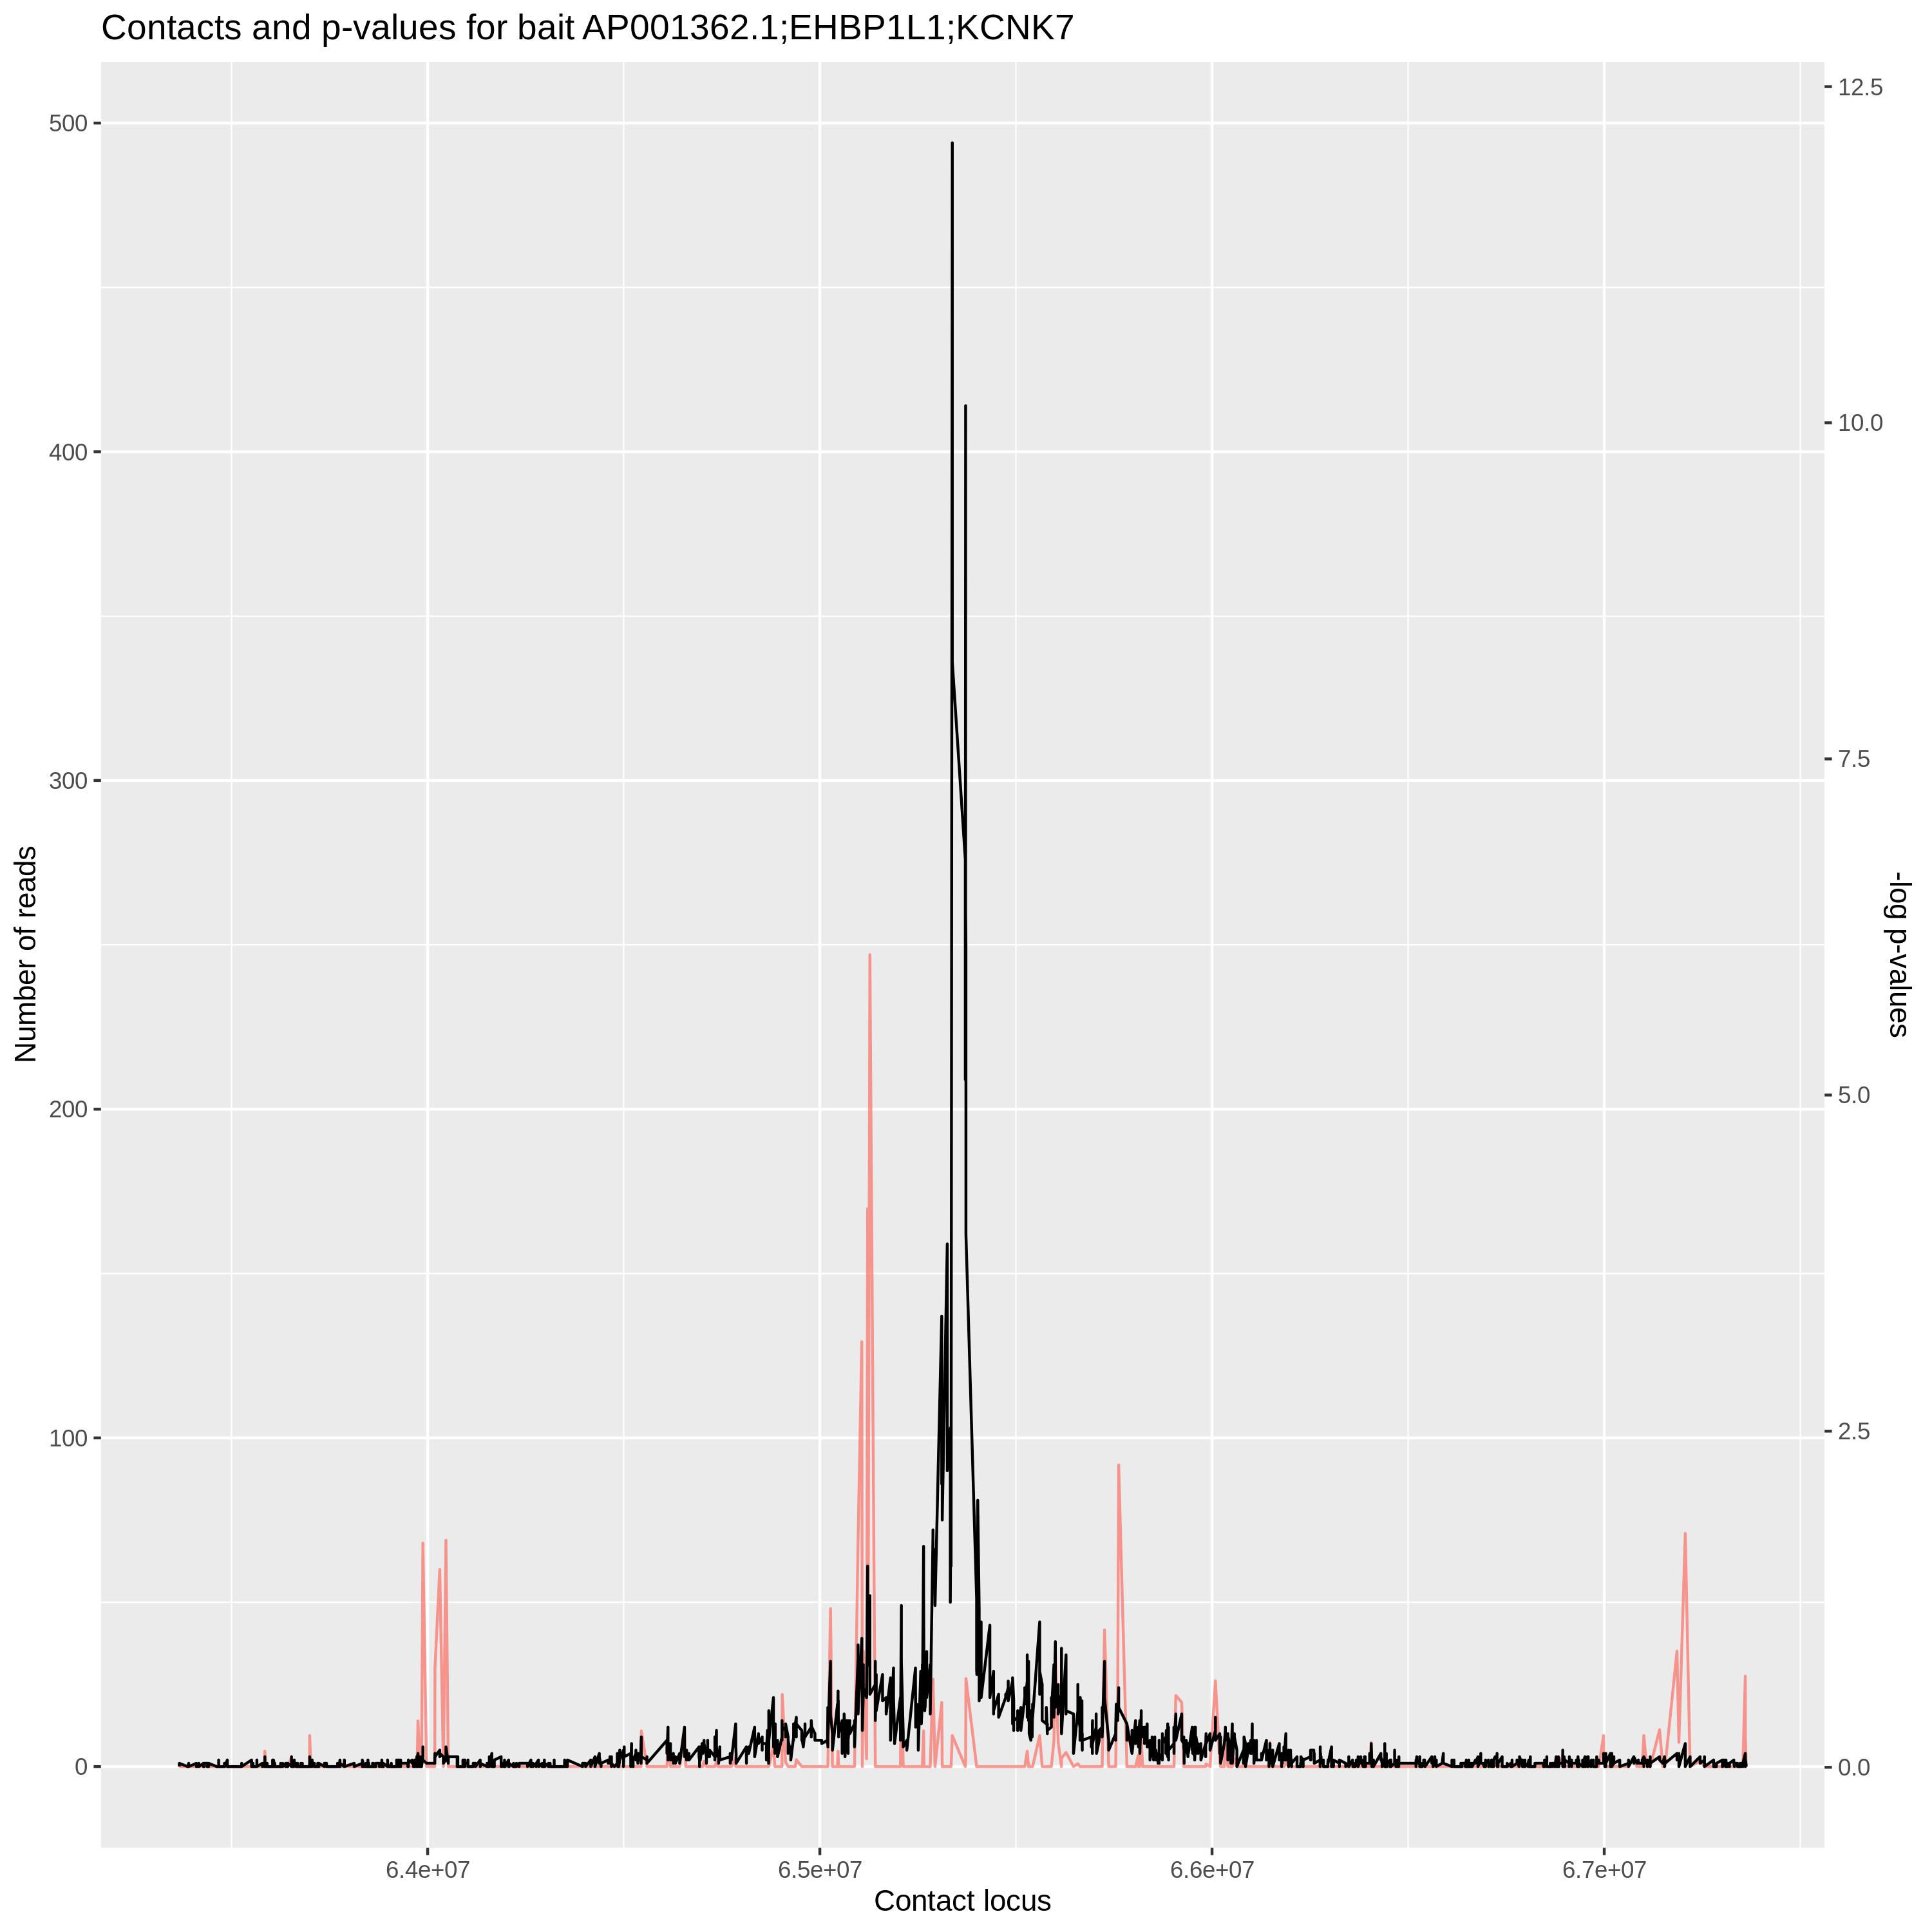 Contacts and p-values for bait AP001362.1;EHBP1L1;KCNK7
500
400
300
200
100
0
Number of reads
12.5
10.0
7.5
5.0
2.5
0.0
-log p-values
6.4e+07
6.5e+07
6.6e+07
6.7e+07
Contact locus